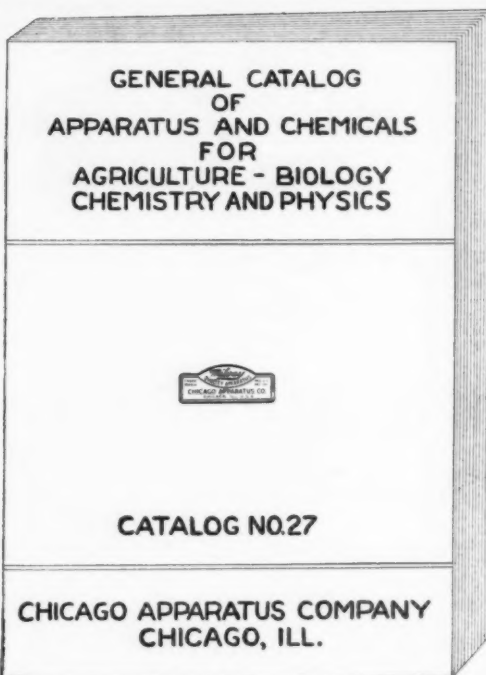 GENERAL CATALOG
OF
APPARATUS AND CHEMICALS
FOR
AGRICULTURE - BIOLOGY
CHEMISTRY AND PHYSICS
CHICAGO APPARATUS CO.
CATALOG NO.27
CHICAGO APPARATUS COMPANY
CHICAGO, ILL.